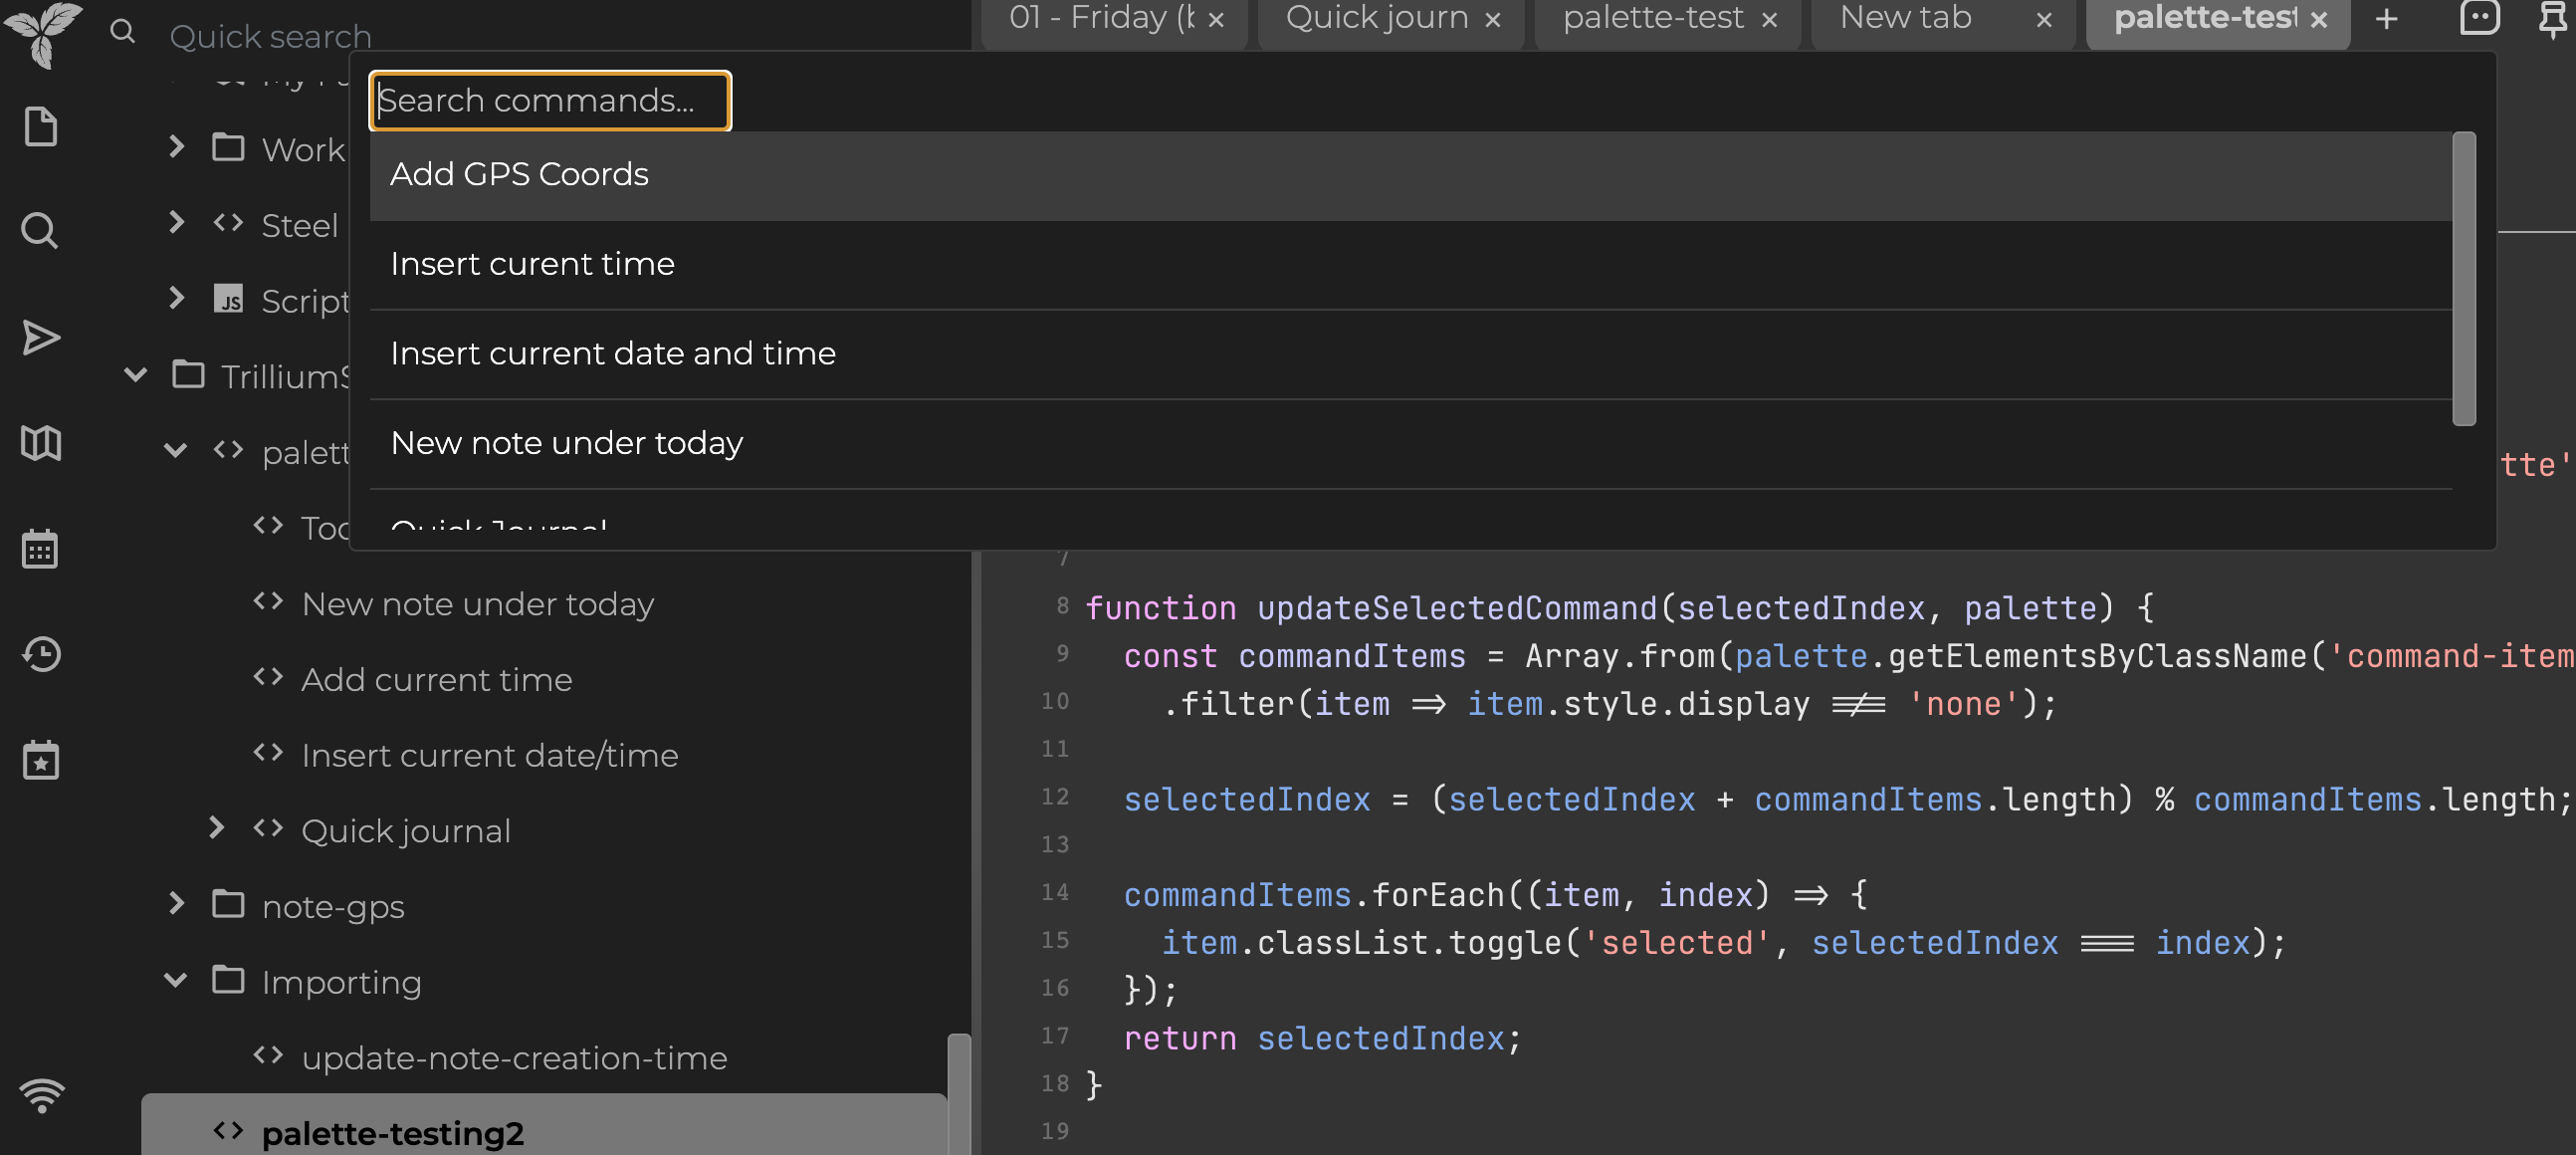 Quick search
01 - Friday (
Quick journ
palette-test
New tab
palette-tes
Search commands...
Add GPS Coords
Insert curent time
Insert current date and time
New note under today
Quick Journal
Work
Steel
JS Script
TrilliumS
palett
Too
New note under today
Add current time
Insert current date/time
Quick journal
note-gps
Importing
update-note-creation-time
palette-testing2
tte'
7
8 function updateSelectedCommand(selectedIndex, palette) {
9 const commandItems = Array.from(palette.getElementsByClassName('command-item
10 .filter(item => item.style.display !== 'none');
11
12 selectedIndex = (selectedIndex + commandItems.length) % commandItems.length;
13
14 commandItems.forEach((item, index) => {
15 item.classList.toggle('selected', selectedIndex === index);
16 });
17 return selectedIndex;
18 }
19